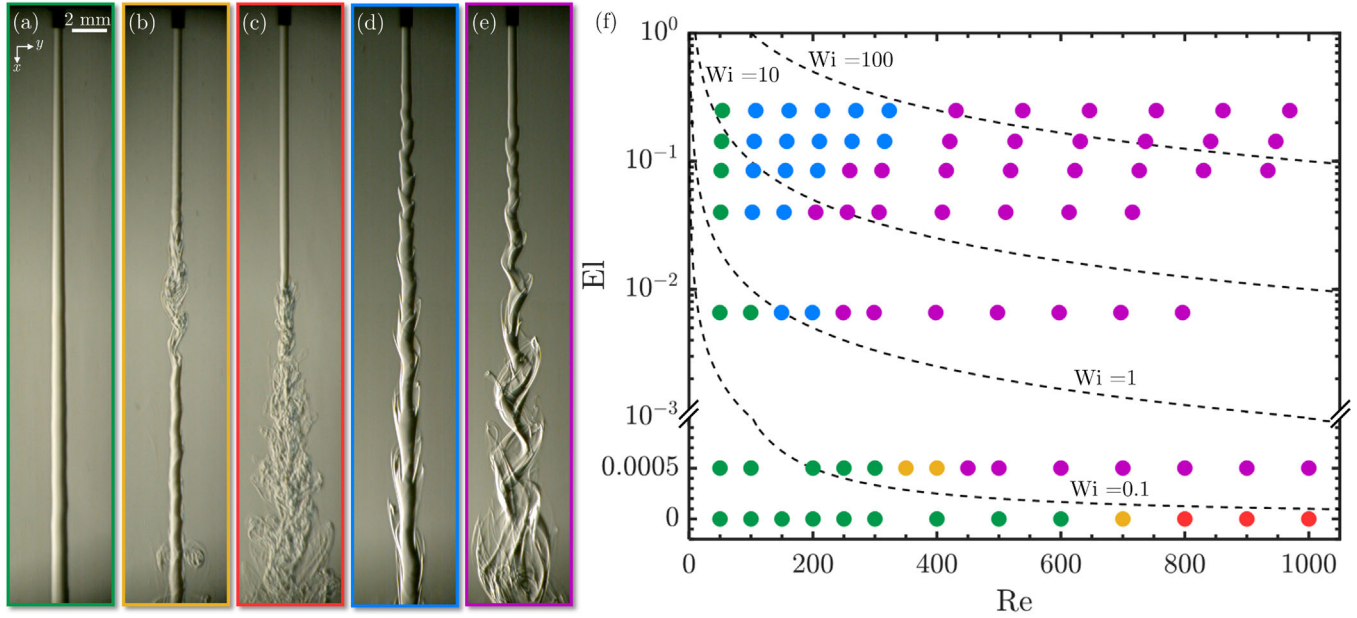 (a)
2 mm
y
x
(b)
(c)
(d)
(e)
(f)
10^0
10^-1
10^-2
10^-3
0.0005
0
El
Wi =100
Wi =10
Wi =1
Wi =0.1
0
200
400
600
800
1000
Re